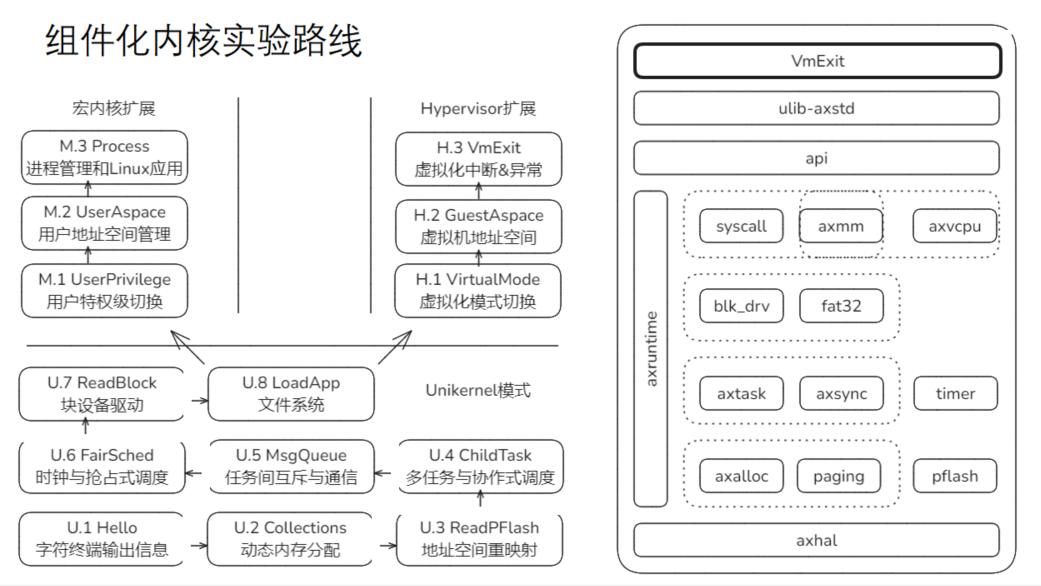 组件化内核实验路线
宏内核扩展
M.3 Process
进程管理和Linux应用
M.2 UserAspace
用户地址空间管理
M.1 UserPrivilege
用户特权级切换
Hypervisor扩展
H.3 VmExit
虚拟化中断&异常
H.2 GuestAspace
虚拟机地址空间
H.1 VirtualMode
虚拟化模式切换
U.7 ReadBlock
块设备驱动
U.8 LoadApp
文件系统
Unikernel模式
U.6 FairSched
时钟与抢占式调度
U.5 MsgQueue
任务间互斥与通信
U.4 ChildTask
多任务与协作式调度
U.1 Hello
字符终端输出信息
U.2 Collections
动态内存分配
U.3 ReadPFlash
地址空间重映射
VmExit
ulib-axstd
api
axruntime
syscall
axmm
axvcpu
blk_drv
fat32
axtask
axsync
timer
axalloc
paging
pflash
axhal